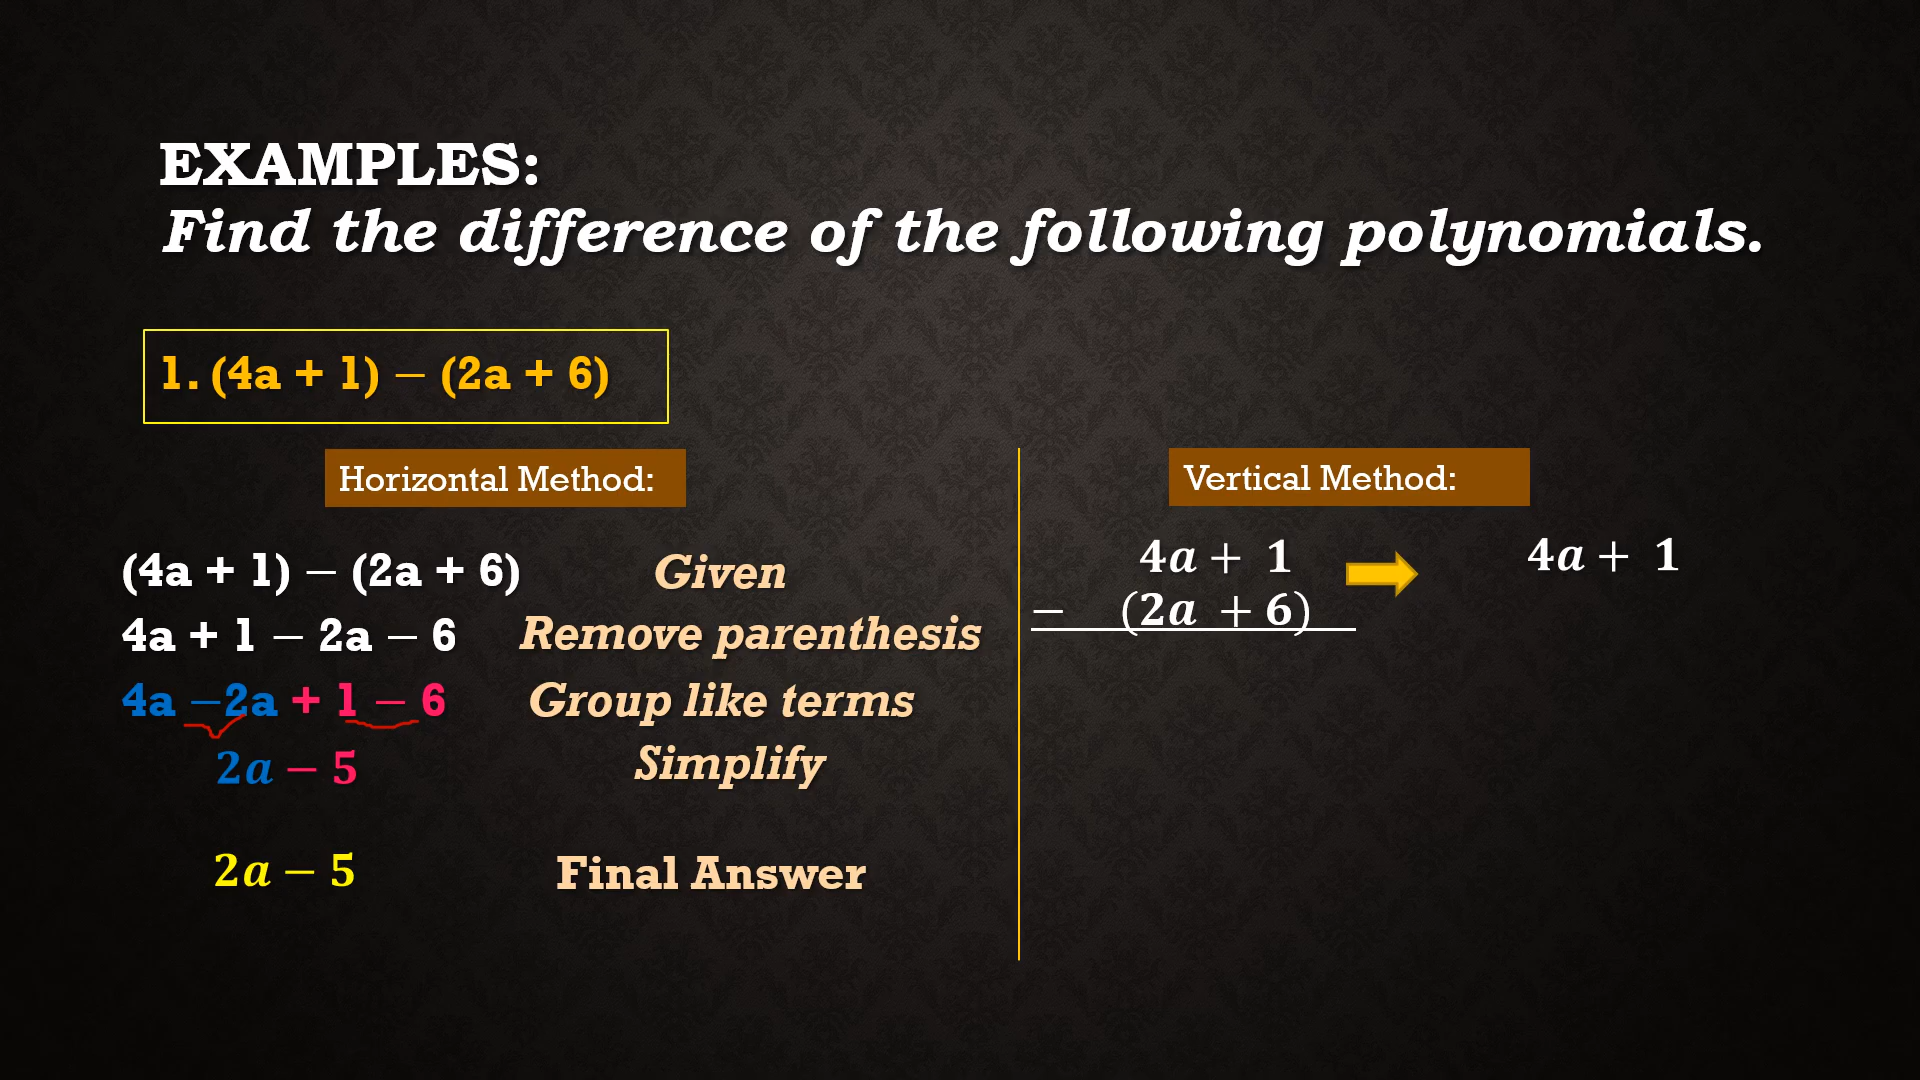 EXAMPLES:
Find the difference of the following polynomials.
1. (4a + 1) – (2a + 6)
Horizontal Method:
(4a + 1) – (2a + 6) Given
4a + 1 – 2a – 6 Remove parenthesis
4a –2a + 1 – 6 Group like terms
2a – 5 Simplify
2a – 5 Final Answer
Vertical Method:
4a + 1 4a + 1
– (2a + 6)